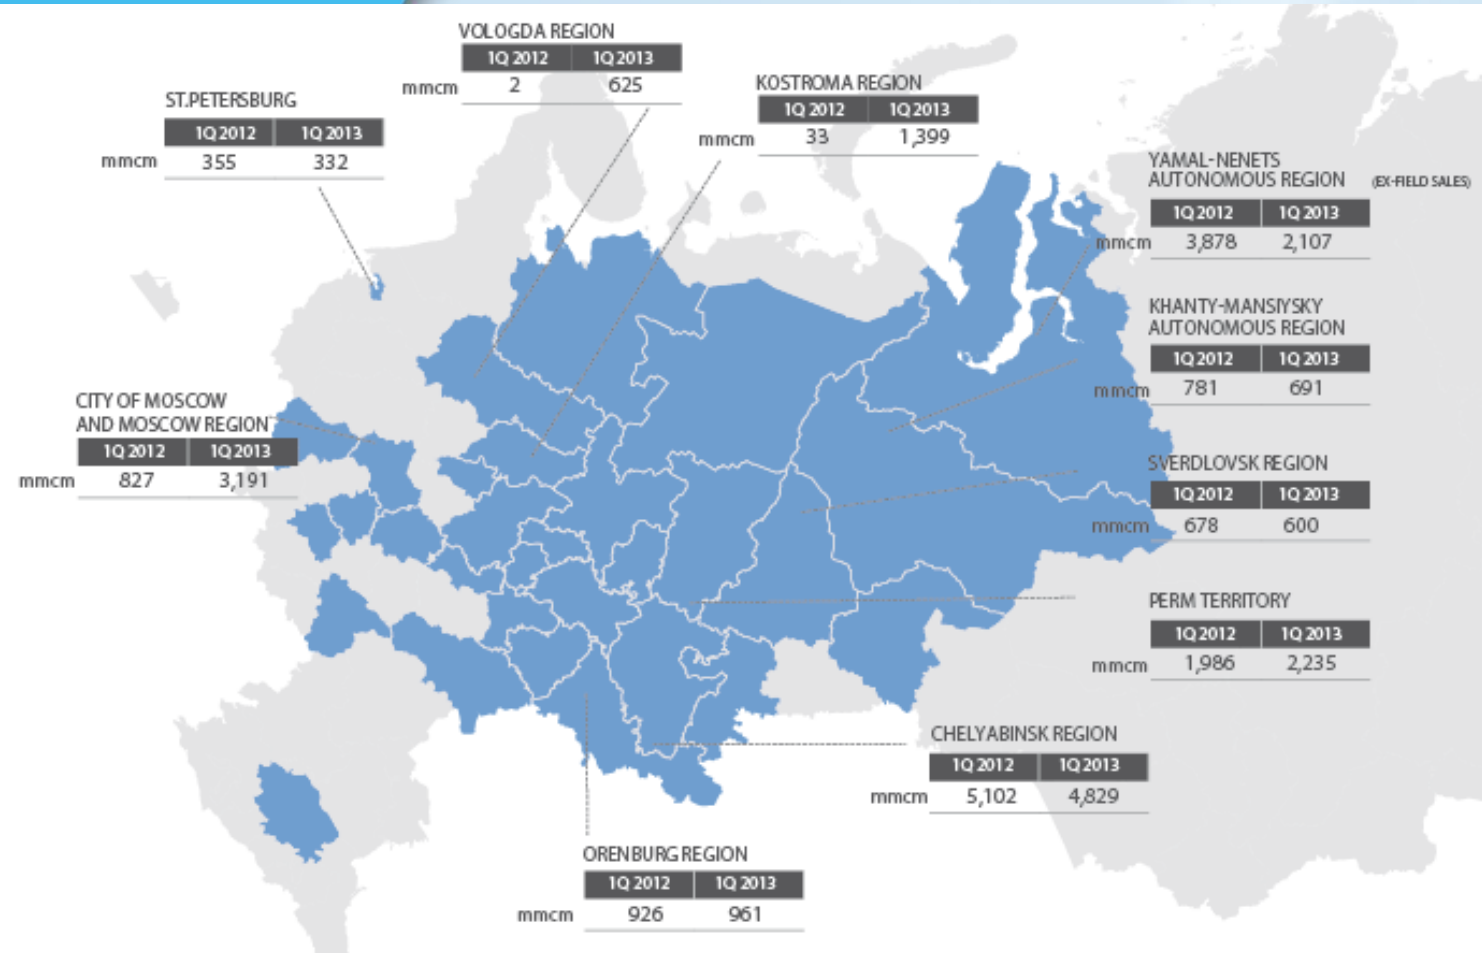 VOLOGDA REGION
1Q 2012 1Q 2013
mmcm 2 625
ST.PETERSBURG
1Q 2012 1Q 2013
mmcm 355 332
KOSTROMA REGION
1Q 2012 1Q 2013
mmcm 33 1,399
YAMAL-NENETS
AUTONOMOUS REGION (EX-FIELD SALES)
1Q 2012 1Q 2013
mmcm 3,878 2,107
KHANTY-MANSIYSKY
AUTONOMOUS REGION
1Q 2012 1Q 2013
mmcm 781 691
CITY OF MOSCOW
AND MOSCOW REGION
1Q 2012 1Q 2013
mmcm 827 3,191
SVERDLOVSK REGION
1Q 2012 1Q 2013
mmcm 678 600
PERM TERRITORY
1Q 2012 1Q 2013
mmcm 1,986 2,235
CHELYABINSK REGION
1Q 2012 1Q 2013
mmcm 5,102 4,829
ORENBURG REGION
1Q 2012 1Q 2013
mmcm 926 961